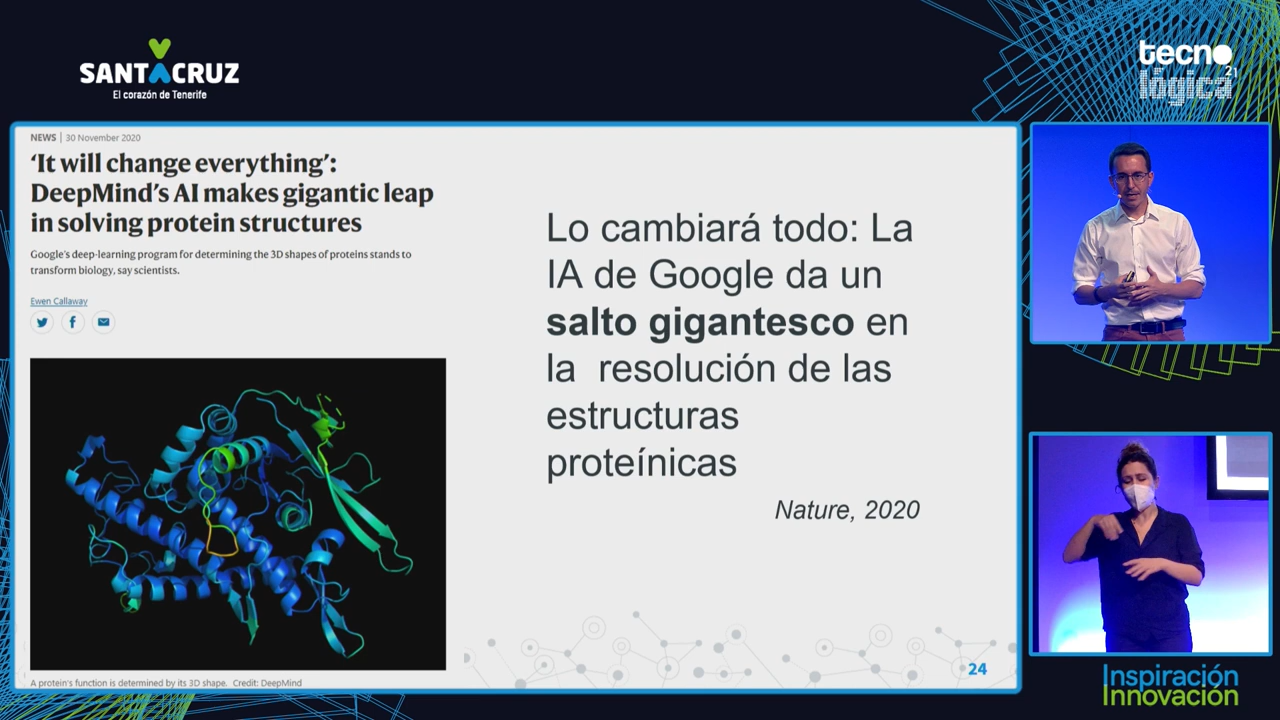 SANTACRUZ
El corazón de Tenerife
tecno
lógica
21
NEWS | 30 November 2020
‘It will change everything’:
DeepMind’s AI makes gigantic leap
in solving protein structures
Google’s deep-learning program for determining the 3D shapes of proteins stands to
transform biology, say scientists.
Ewen Callaway
A protein’s function is determined by its 3D shape. Credit: DeepMind
Lo cambiará todo: La
IA de Google da un
salto gigantesco en
la resolución de las
estructuras
proteínicas
Nature, 2020
24
Inspiración
Innovación